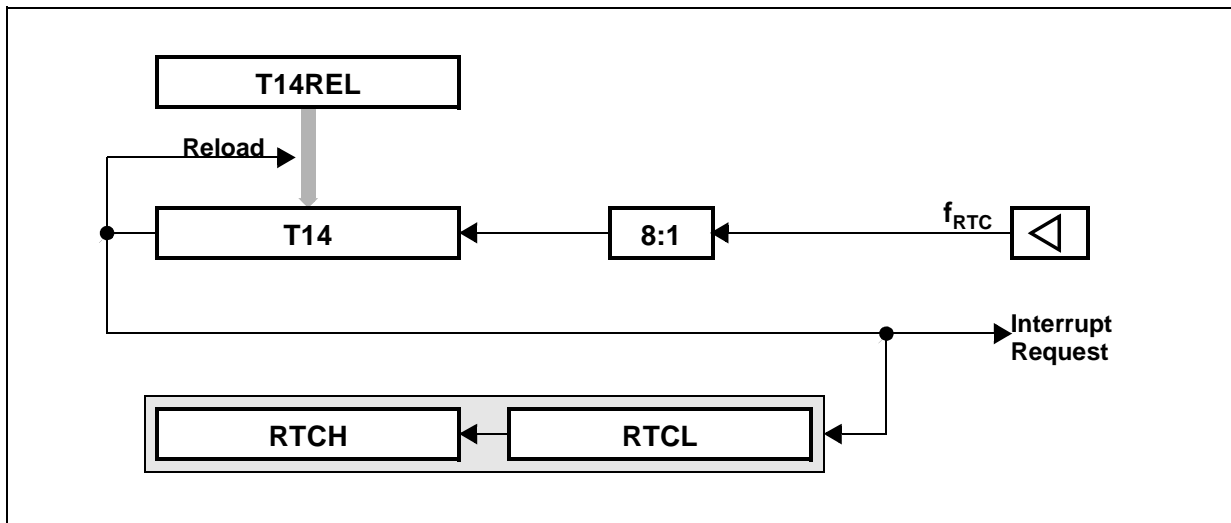 T14REL
Reload
T14
8:1
fRTC
Interrupt
Request
RTCH
RTCL